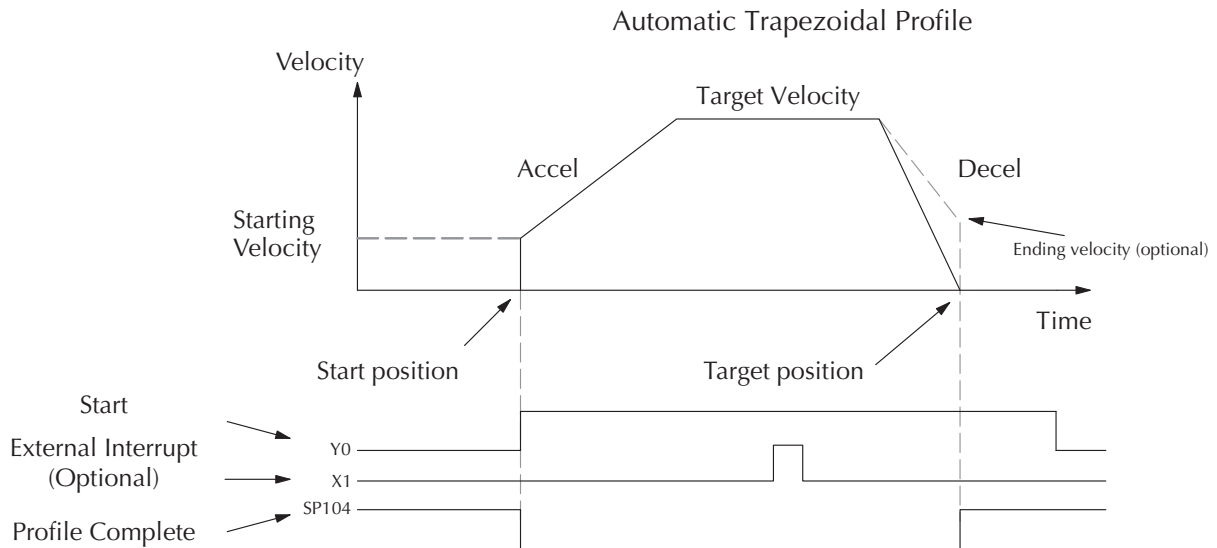 Automatic Trapezoidal Profile
Velocity
Target Velocity
Accel
Decel
Starting
Velocity
Ending velocity (optional)
Time
Start position
Target position
Start
Y0
External Interrupt
(Optional)
X1
SP104
Profile Complete